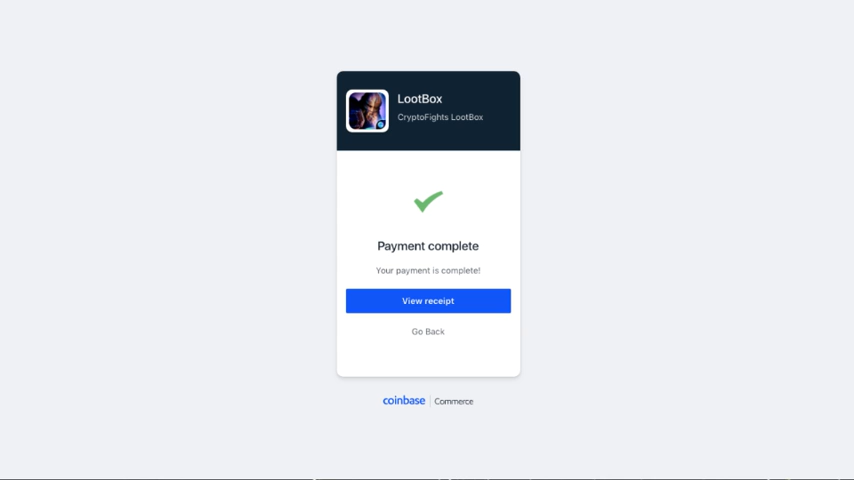 LootBox
CryptoFights LootBox
Payment complete
Your payment is complete!
View receipt
Go Back
coinbase | Commerce